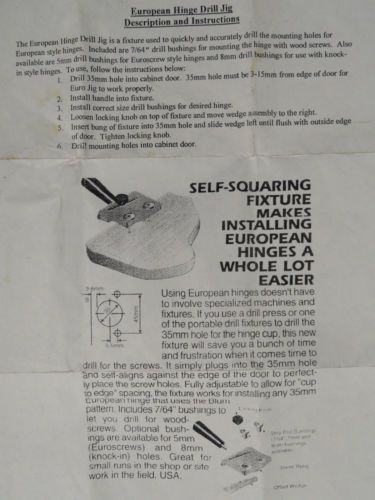 European Hinge Drill Jig
Description and Instructions
The European Hinge Drill Jig is a fixture used to quickly and accurately drill the mounting holes for
European style hinges. Included are 7/64" drill bushings for mounting the hinge with wood screws. Also
available are 5mm drill bushings for Euroscrew style hinges and 8mm drill bushings for use with knock-
in style hinges. To use, follow the instructions below:
1. Drill 35mm hole into cabinet door. 35mm hole must be 3-15mm from edge of door for
Euro Jig to work properly.
2. Install handle into fixture.
3. Install correct size drill bushings for desired hinge.
4. Loosen locking knob on top of fixture and move wedge assembly to the right.
5. Insert bung of fixture into 35mm hole and slide wedge left until flush with outside edge
of door. Tighten locking knob.
6. Drill mounting holes into cabinet door.
SELF-SQUARING
FIXTURE
MAKES
INSTALLING
EUROPEAN
HINGES A
WHOLE LOT
EASIER
Using European hinges doesn't have
to involve specialized machines and
fixtures. If you use a drill press or one
of the portable drill fixtures to drill the
35mm hole for the hinge cup, this new
fixture will save you a bunch of time
and frustration when it comes time to
drill for the screws. It simply plugs into the 35mm hole
and self-aligns against the edge of the door to perfect-
ly place the screw holes. Fully adjustable to allow for "cup
to edge" spacing, the fixture works for installing any 35mm
European hinge that uses the Blum
pattern. Includes 7/64" bushings to
let you drill for wood-
screws. Optional bush-
ings are available for 5mm
(Euroscrews) and 8mm
(knock-in) holes. Great for
small runs in the shop or site
work in the field. USA.
45mm